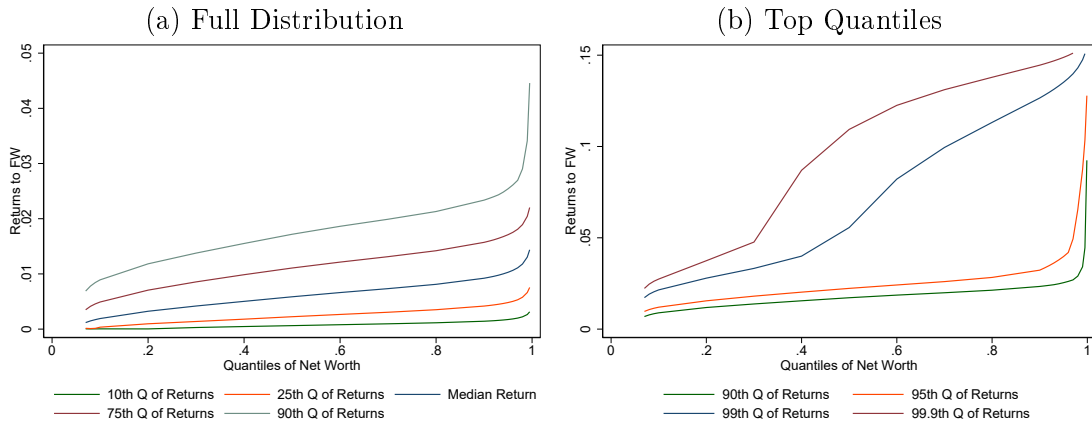 (a) Full Distribution
.05
.04
.03
.02
.01
0
Returns to FW
0 .2 .4 .6 .8 1
Quantiles of Net Worth
10th Q of Returns 25th Q of Returns Median Return
75th Q of Returns 90th Q of Returns
(b) Top Quantiles
.15
.1
.05
0
Returns to FW
0 .2 .4 .6 .8 1
Quantiles of Net Worth
90th Q of Returns 95th Q of Returns
99th Q of Returns 99.9th Q of Returns